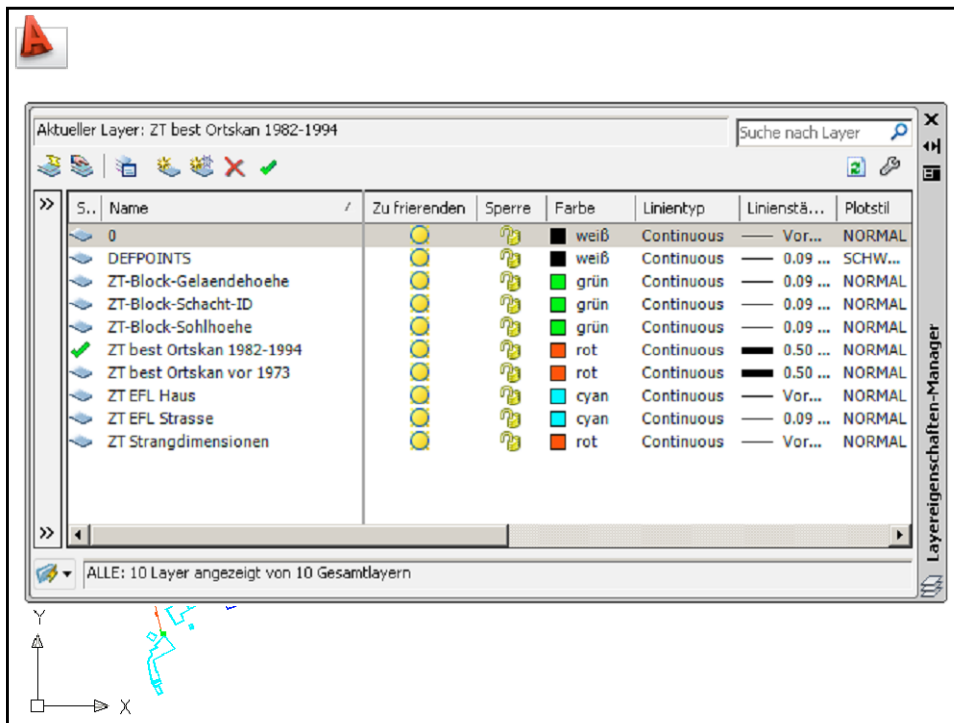 Aktueller Layer: ZT best Ortskan 1982-1994
Suche nach Layer
S.. Name Zu frierenden Sperre Farbe Linientyp Linienstä... Plotstil
0 weiß Continuous Vor... NORMAL
DEFPOINTS weiß Continuous 0.09 ... SCHW...
ZT-Block-Gelaendehoehe grün Continuous 0.09 ... NORMAL
ZT-Block-Schacht-ID grün Continuous 0.09 ... NORMAL
ZT-Block-Sohlhoehe grün Continuous 0.09 ... NORMAL
ZT best Ortskan 1982-1994 rot Continuous 0.50 ... NORMAL
ZT best Ortskan vor 1973 rot Continuous 0.50 ... NORMAL
ZT EFL Haus cyan Continuous Vor... NORMAL
ZT EFL Strasse cyan Continuous 0.09 ... NORMAL
ZT Strangdimensionen rot Continuous Vor... NORMAL
ALLE: 10 Layer angezeigt von 10 Gesamtlayern
Layereigenschaften-Manager
Y
X